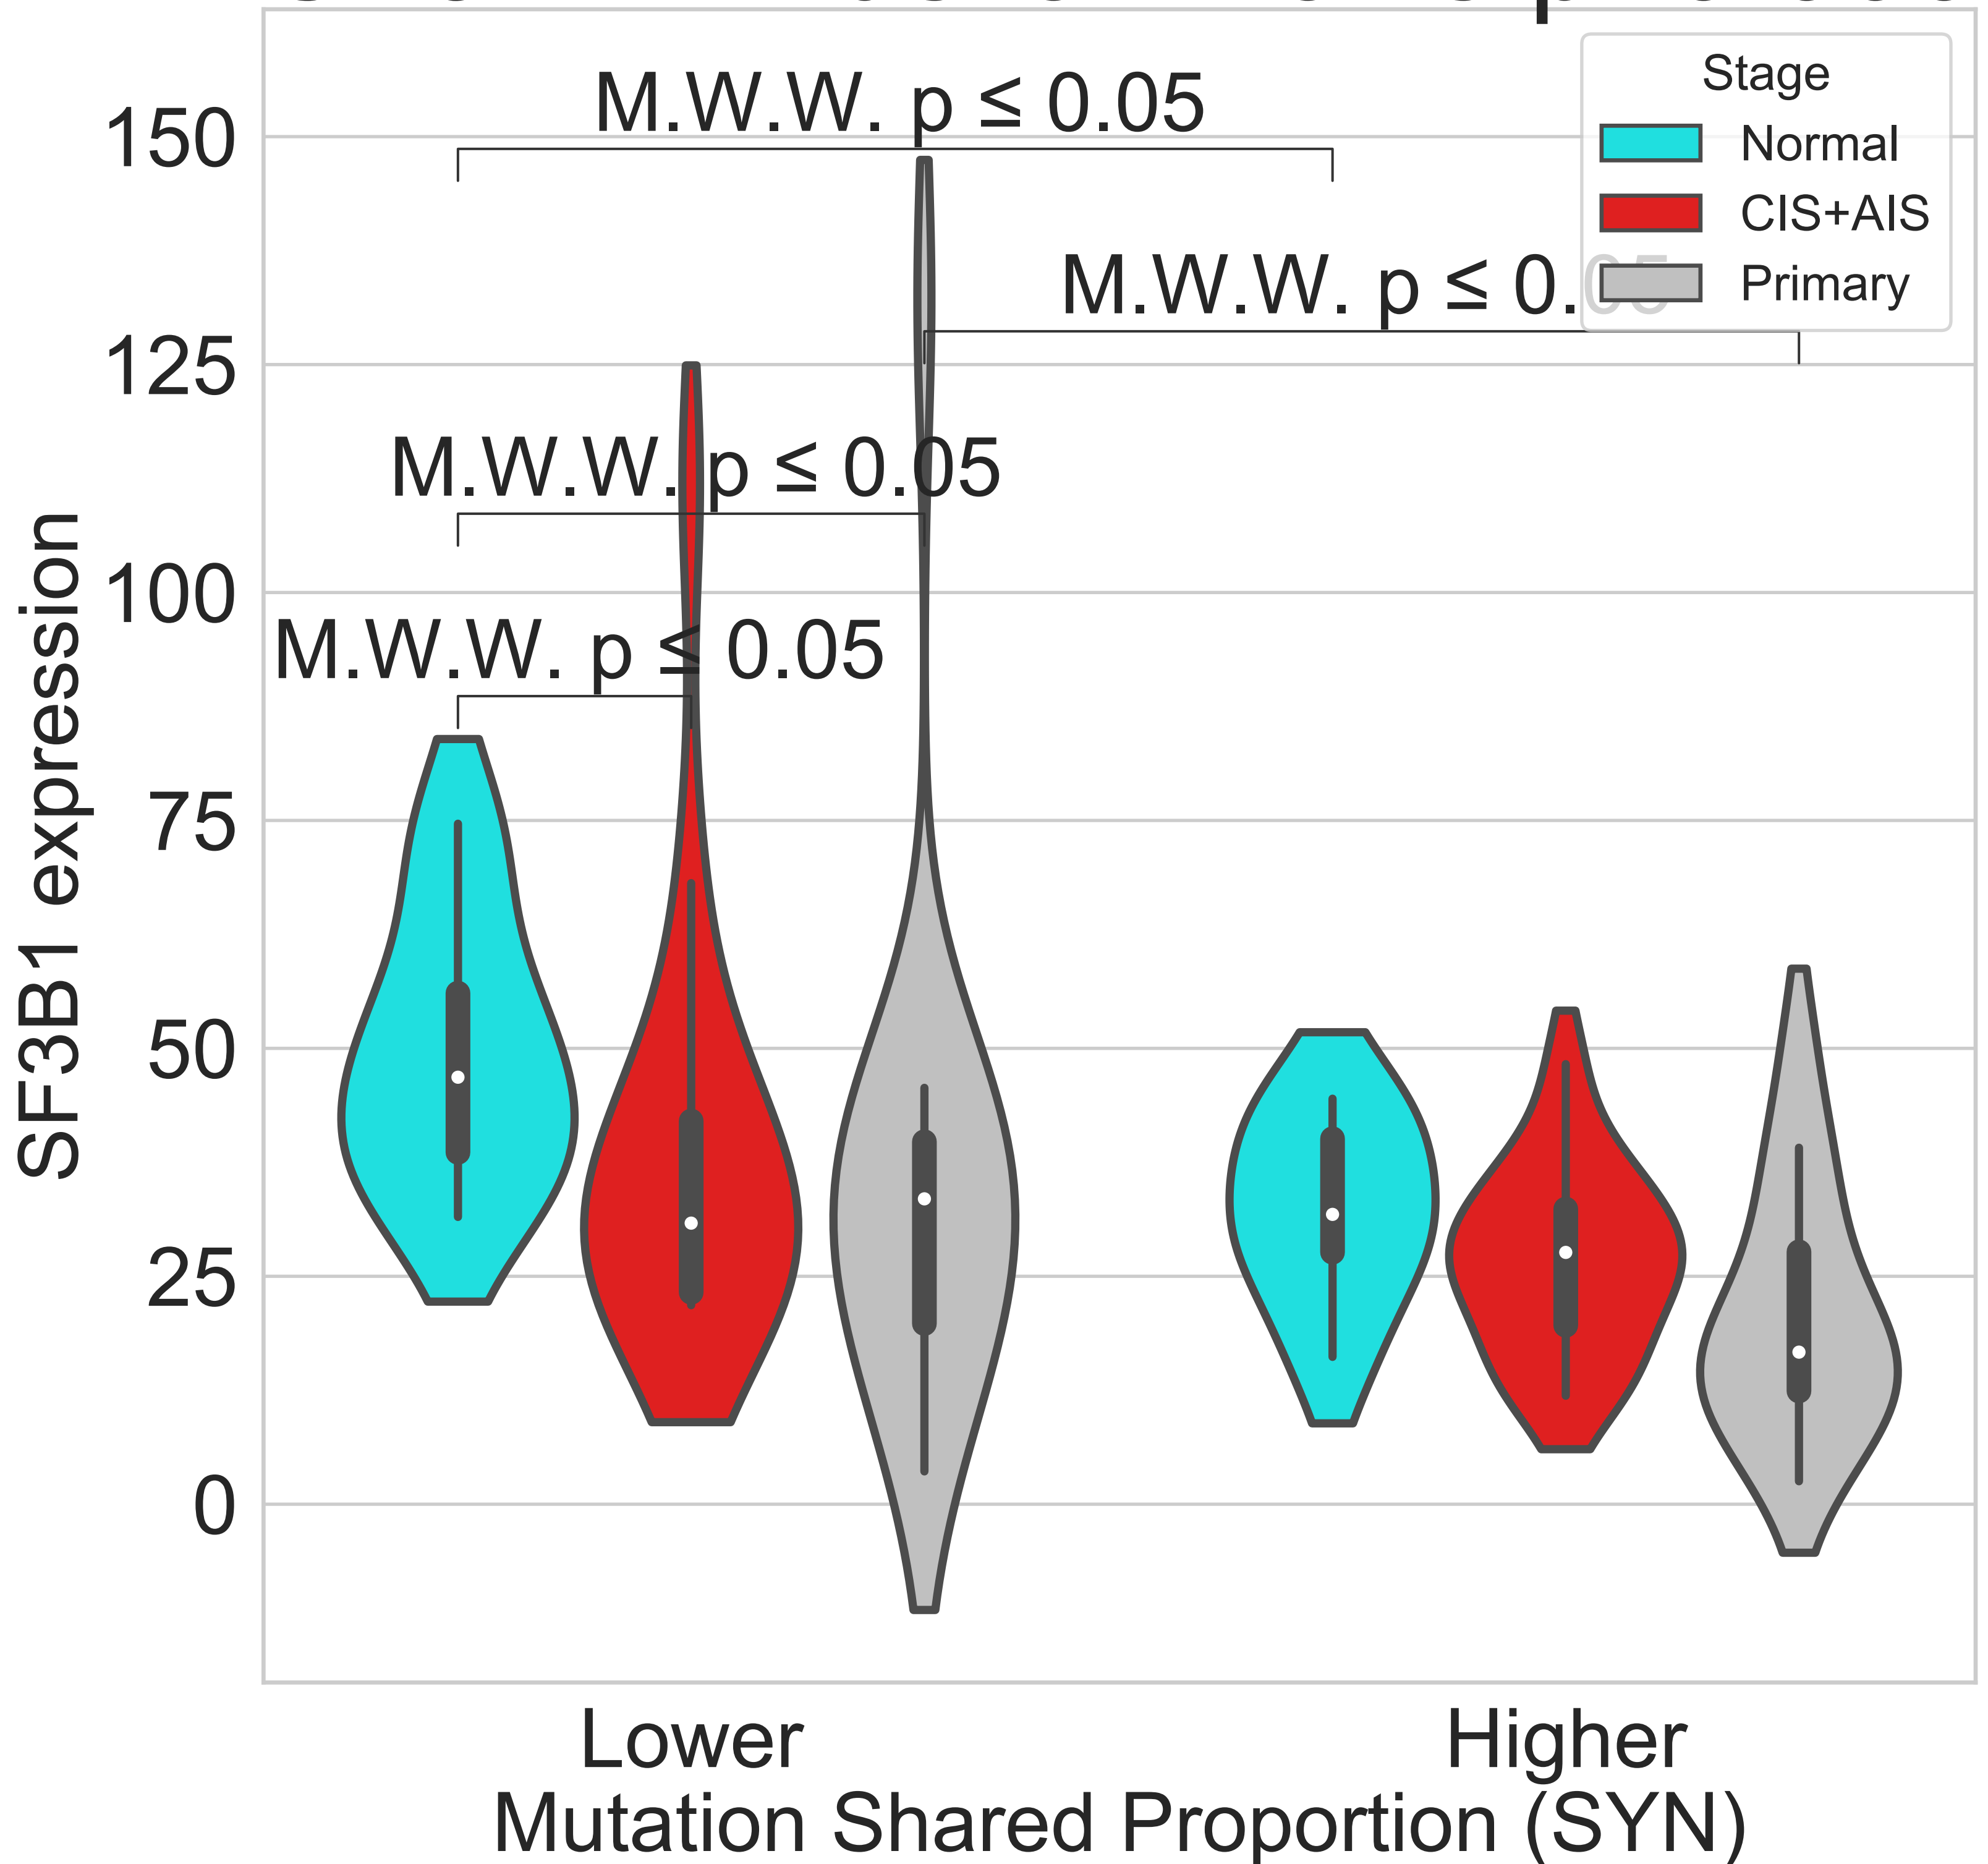 Stage
Normal
CIS+AIS
Primary
M.W.W. p ≤ 0.05
M.W.W. p ≤ 0.05
M.W.W. p ≤ 0.05
M.W.W. p ≤ 0.05
150
125
100
75
50
25
0
SF3B1 expression
Lower
Higher
Mutation Shared Proportion (SYN)